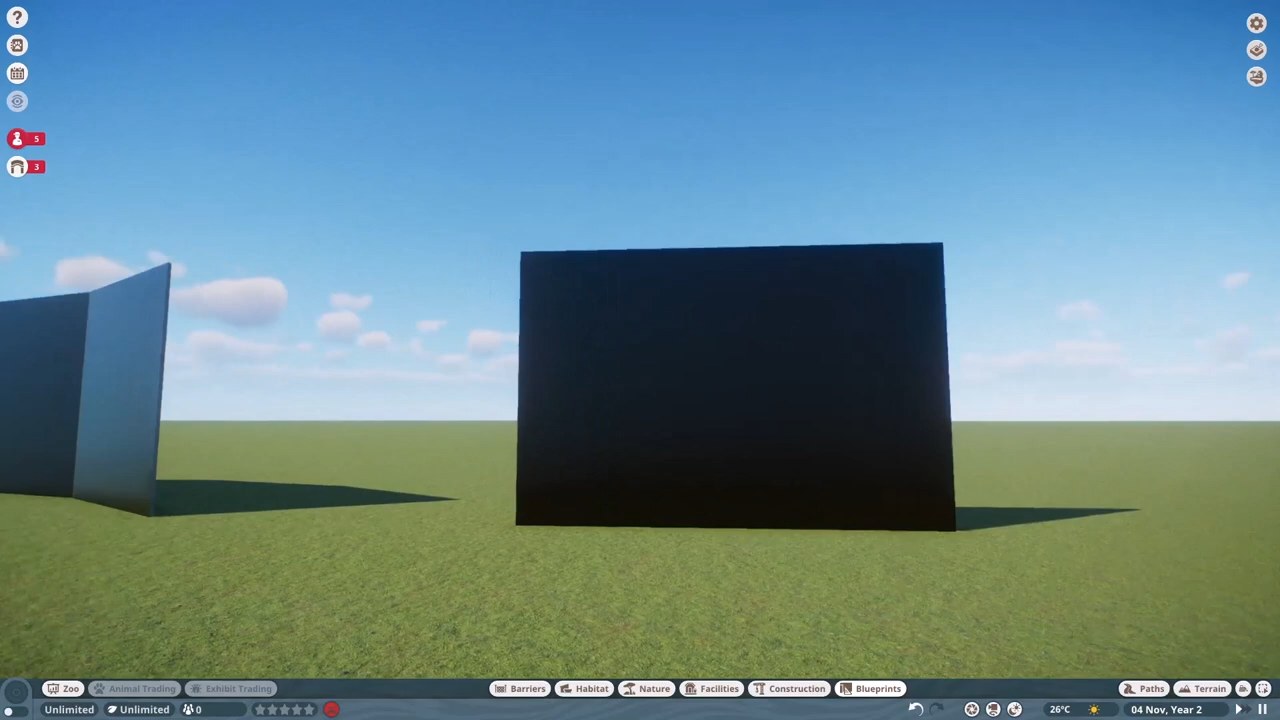 ?
5
3
Zoo Animal Trading Exhibit Trading Barriers Habitat Nature Facilities Construction Blueprints Paths Terrain
Unlimited Unlimited 0 26°C 04 Nov, Year 2